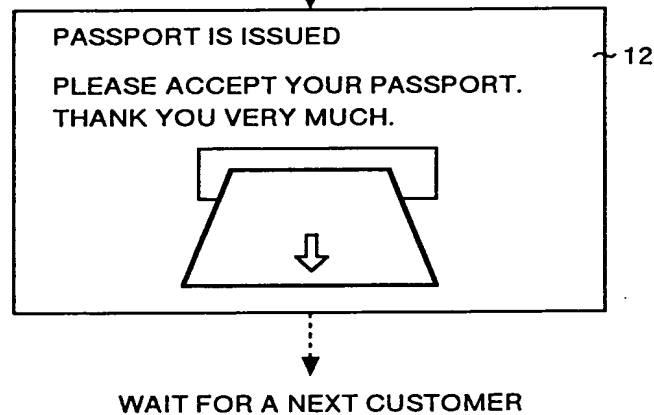 PASSPORT IS ISSUED
~ 12
PLEASE ACCEPT YOUR PASSPORT.
THANK YOU VERY MUCH.
WAIT FOR A NEXT CUSTOMER